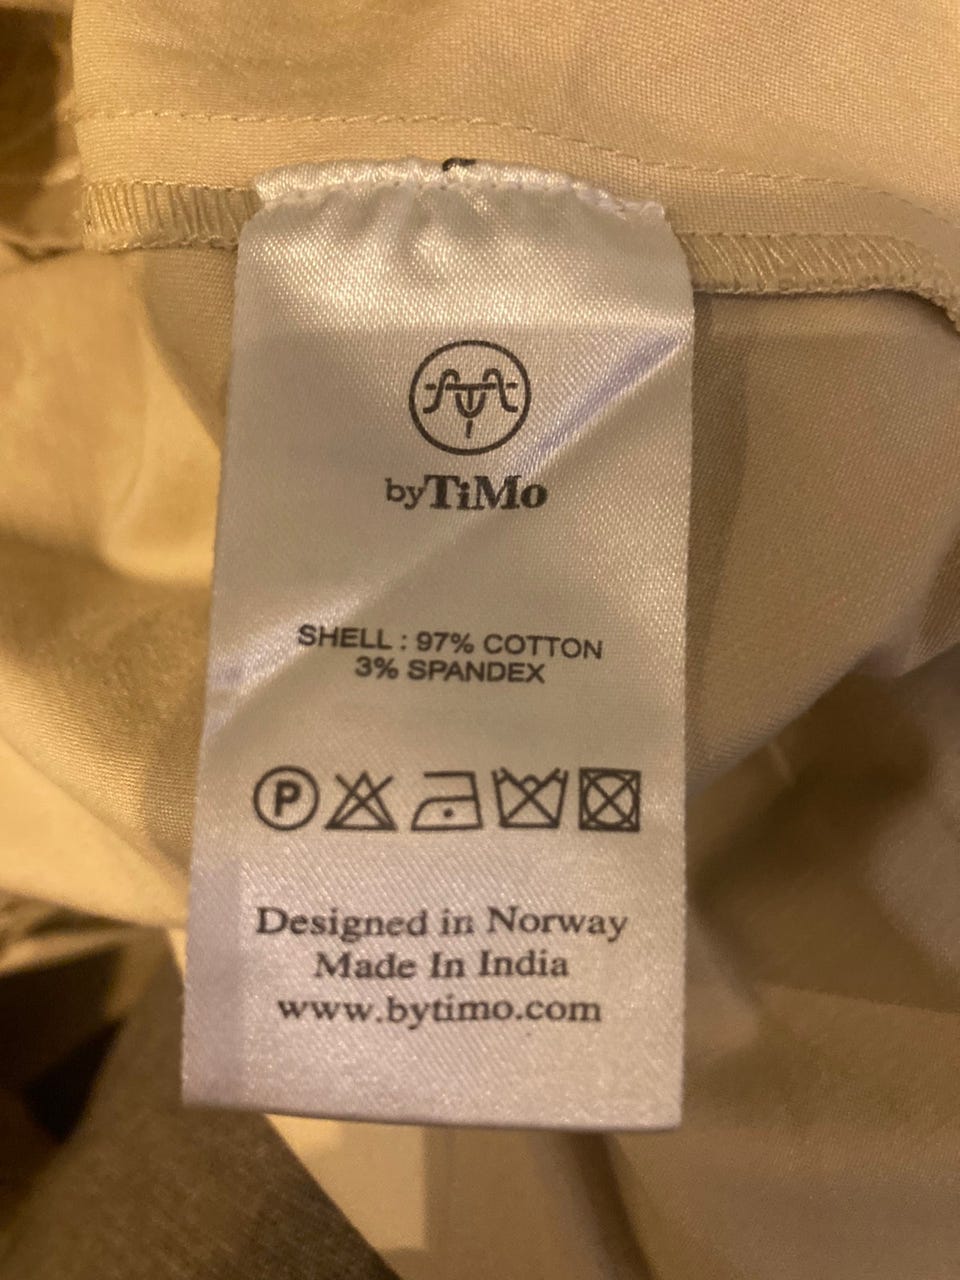 byTiMo
SHELL : 97% COTTON
3% SPANDEX
P
Designed in Norway
Made In India
www.bytimo.com